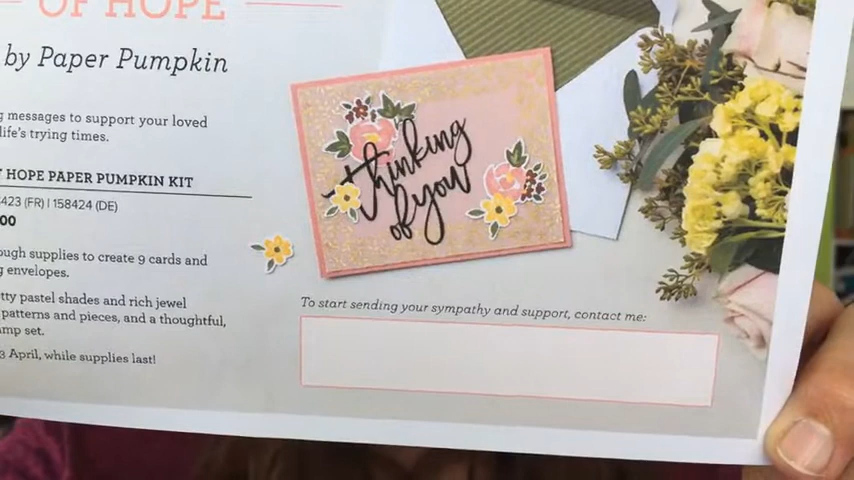 OF HOPE
by Paper Pumpkin
messages to support your loved
life's trying times.
HOPE PAPER PUMPKIN KIT
423 (FR) | 158424 (DE)
00
supplies to create 9 cards and
envelopes.
pastel shades and rich jewel
patterns and pieces, and a thoughtful,
set.
3 April, while supplies last!
thinking
of you
To start sending your sympathy and support, contact me: